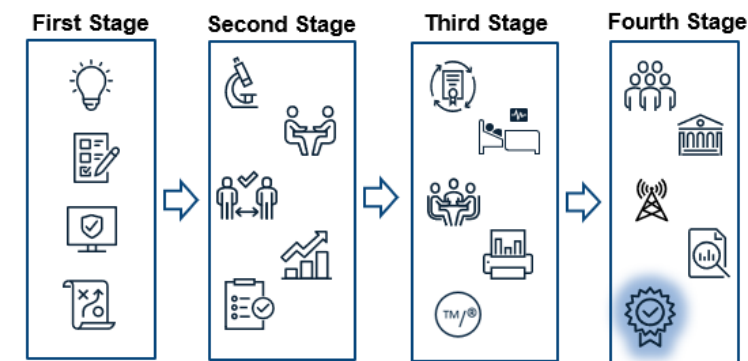 First Stage
Second Stage
Third Stage
Fourth Stage
TM/®